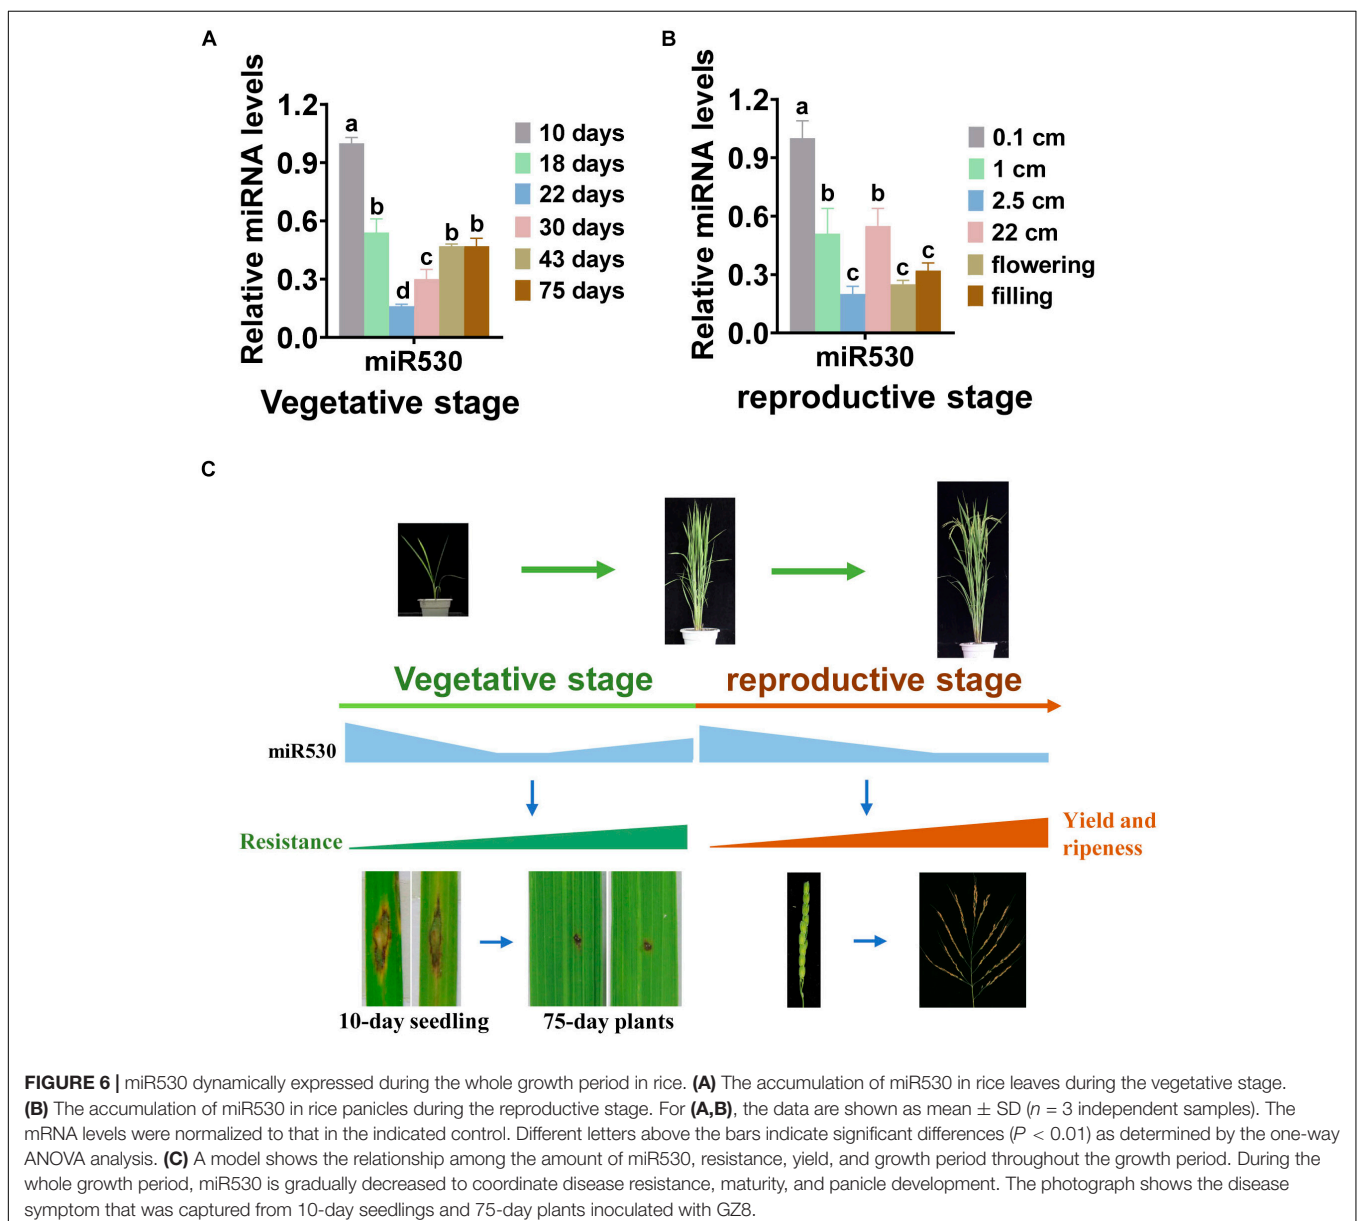 A
Relative miRNA levels
1.2
0.9
0.6
0.3
0.0
a
b
d
c
b
b
miR530
Vegetative stage
10 days
18 days
22 days
30 days
43 days
75 days
B
Relative miRNA levels
1.2
0.9
0.6
0.3
0.0
a
b
c
b
c
c
miR530
reproductive stage
0.1 cm
1 cm
2.5 cm
22 cm
flowering
filling
C
Vegetative stage
reproductive stage
miR530
Resistance
Yield and
ripeness
10-day seedling
75-day plants
FIGURE 6 | miR530 dynamically expressed during the whole growth period in rice. (A) The accumulation of miR530 in rice leaves during the vegetative stage.
(B) The accumulation of miR530 in rice panicles during the reproductive stage. For (A,B), the data are shown as mean ± SD (n = 3 independent samples). The
mRNA levels were normalized to that in the indicated control. Different letters above the bars indicate significant differences (P < 0.01) as determined by the one-way
ANOVA analysis. (C) A model shows the relationship among the amount of miR530, resistance, yield, and growth period throughout the growth period. During the
whole growth period, miR530 is gradually decreased to coordinate disease resistance, maturity, and panicle development. The photograph shows the disease
symptom that was captured from 10-day seedlings and 75-day plants inoculated with GZ8.